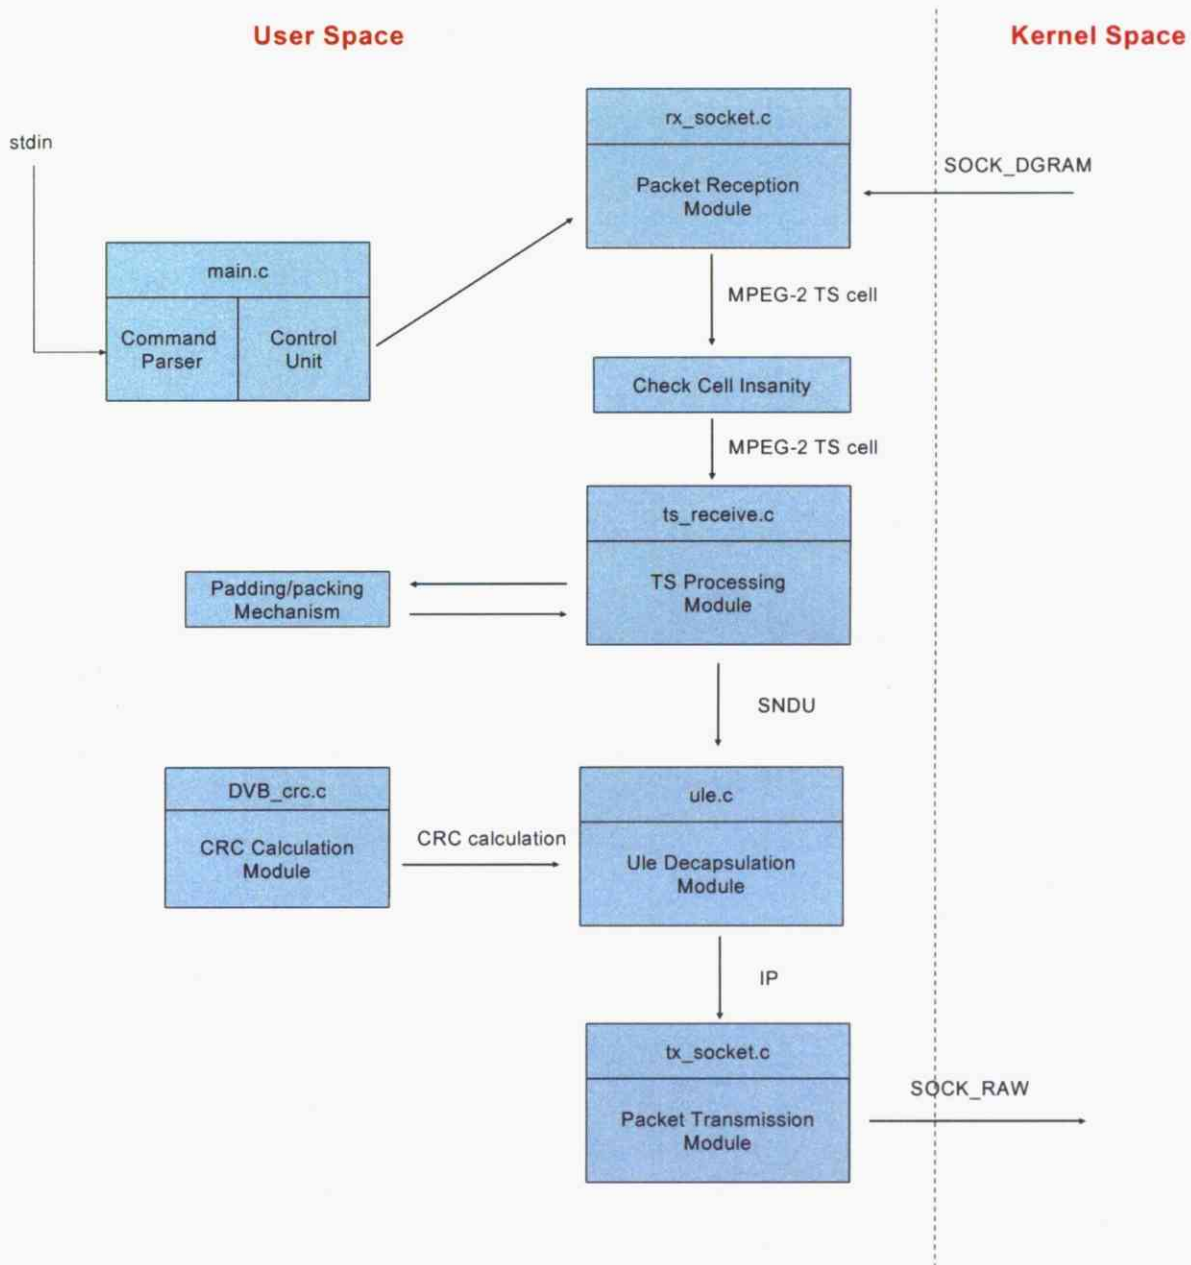 User Space
Kernel Space
rx_socket.c
stdin
SOCK_DGRAM
Packet Reception
Module
main.c
MPEG-2 TS cell
Command
Parser
Control
Unit
Check Cell Insanity
MPEG-2 TS cell
ts_receive.c
Padding/packing
Mechanism
TS Processing
Module
SNDU
DVB_crc.c
ule.c
CRC calculation
CRC Calculation
Module
Ule Decapsulation
Module
IP
tx_socket.c
SOCK_RAW
Packet Transmission
Module